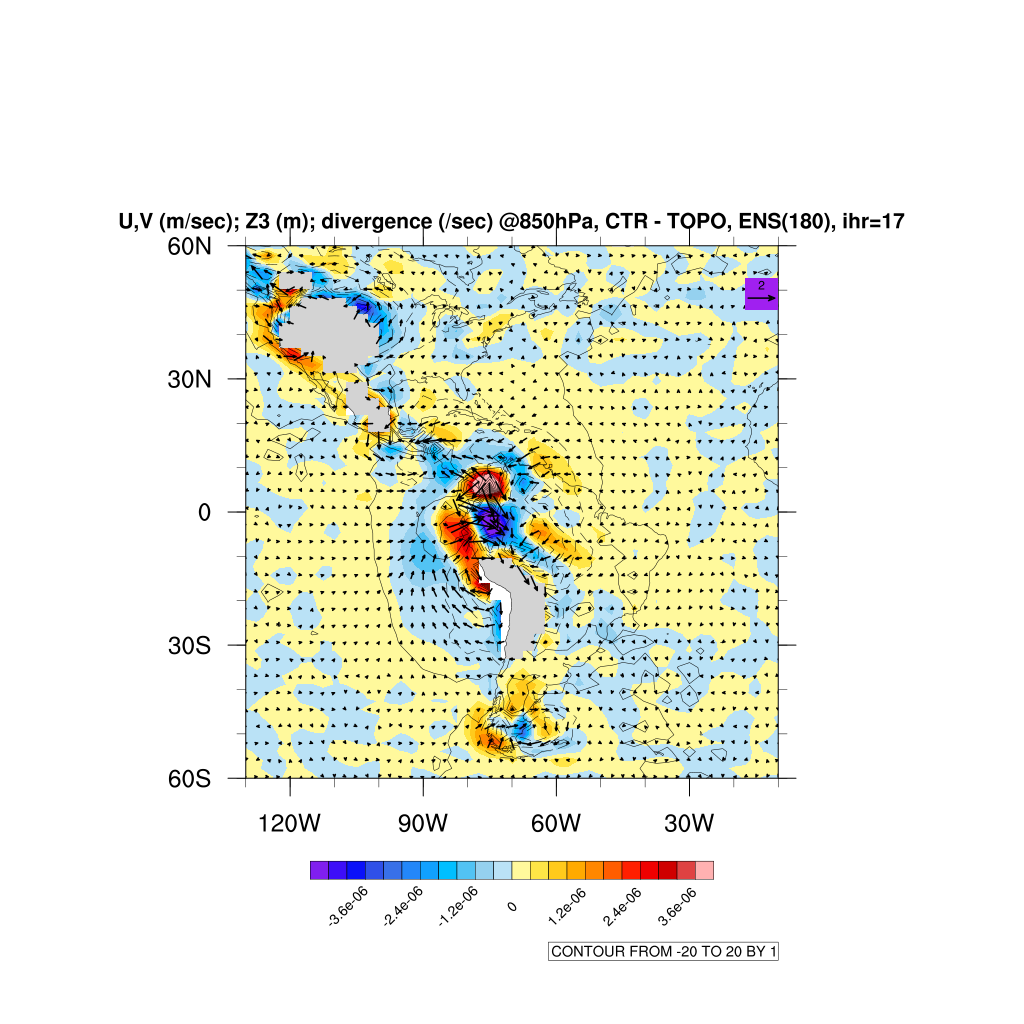 U,V (m/sec); Z3 (m); divergence (/sec) @850hPa, CTR - TOPO, ENS(180), ihr=17
60N
2
30N
0
30S
60S
120W 90W 60W 30W
-3.6e-06 -2.4e-06 -1.2e-06 0 1.2e-06 2.4e-06 3.6e-06
CONTOUR FROM -20 TO 20 BY 1